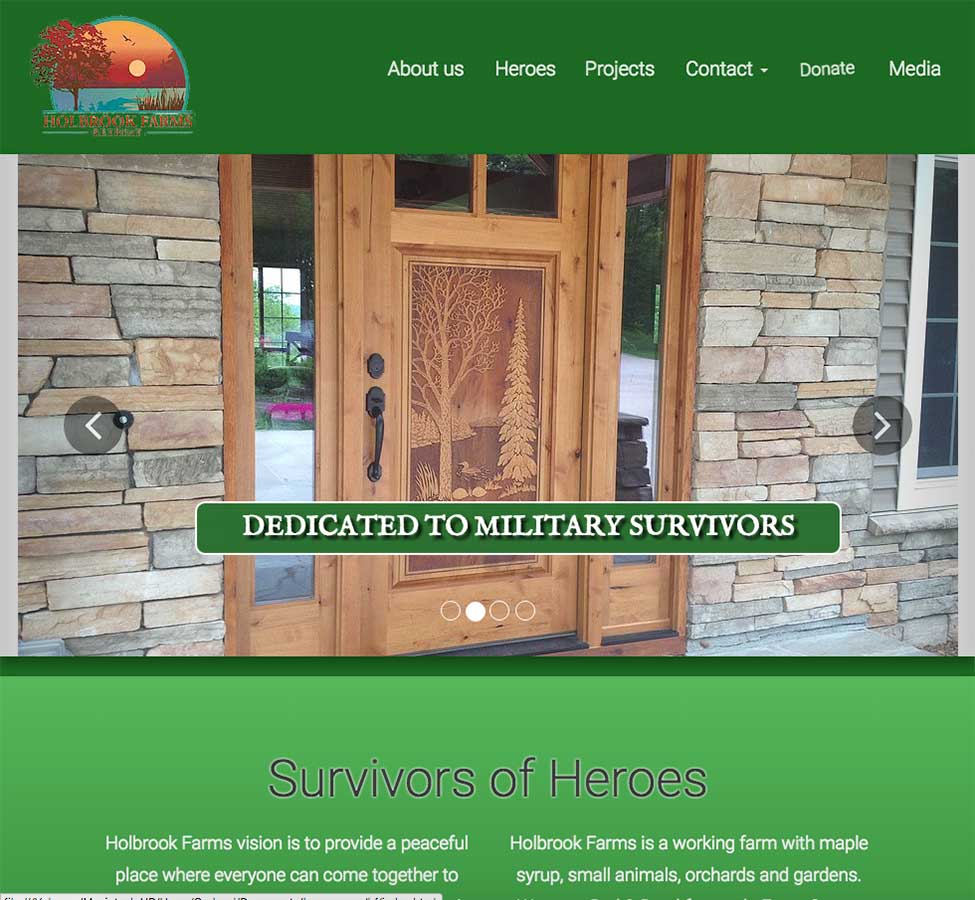 HOLBROOK FARMS
RETREAT
About us Heroes Projects Contact Donate Media
DEDICATED TO MILITARY SURVIVORS
Survivors of Heroes
Holbrook Farms vision is to provide a peaceful
place where everyone can come together to
Holbrook Farms is a working farm with maple
syrup, small animals, orchards and gardens.